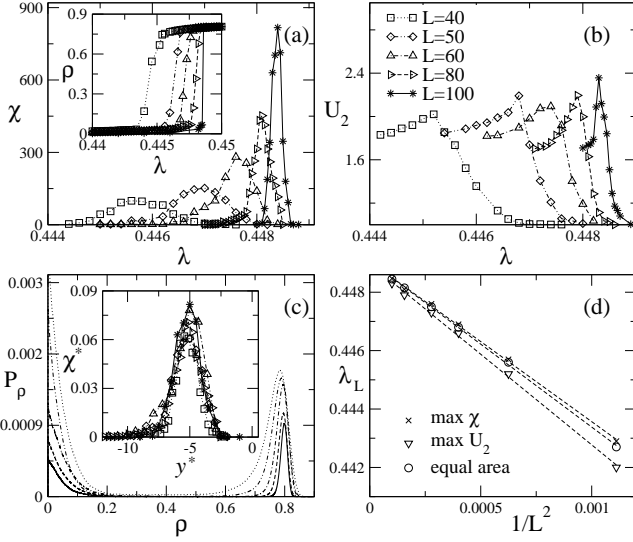 900
600
300
0
χ
0.444
0.446
0.448
λ
(a)
0.9
0.6
0.3
0
ρ
0.44
0.445
0.45
λ
2.4
1.8
U2
0.444
0.446
0.448
λ
(b)
L=40
L=50
L=60
L=80
L=100
0.003
0.002
0.0009
0
Pρ
0
0.2
0.4
0.6
0.8
ρ
(c)
0.09
0.06
0.03
0
χ*
-10
-5
0
y*
0.448
0.446
0.444
0.442
λL
0
0.0005
0.001
1/L²
(d)
max χ
max U2
equal area